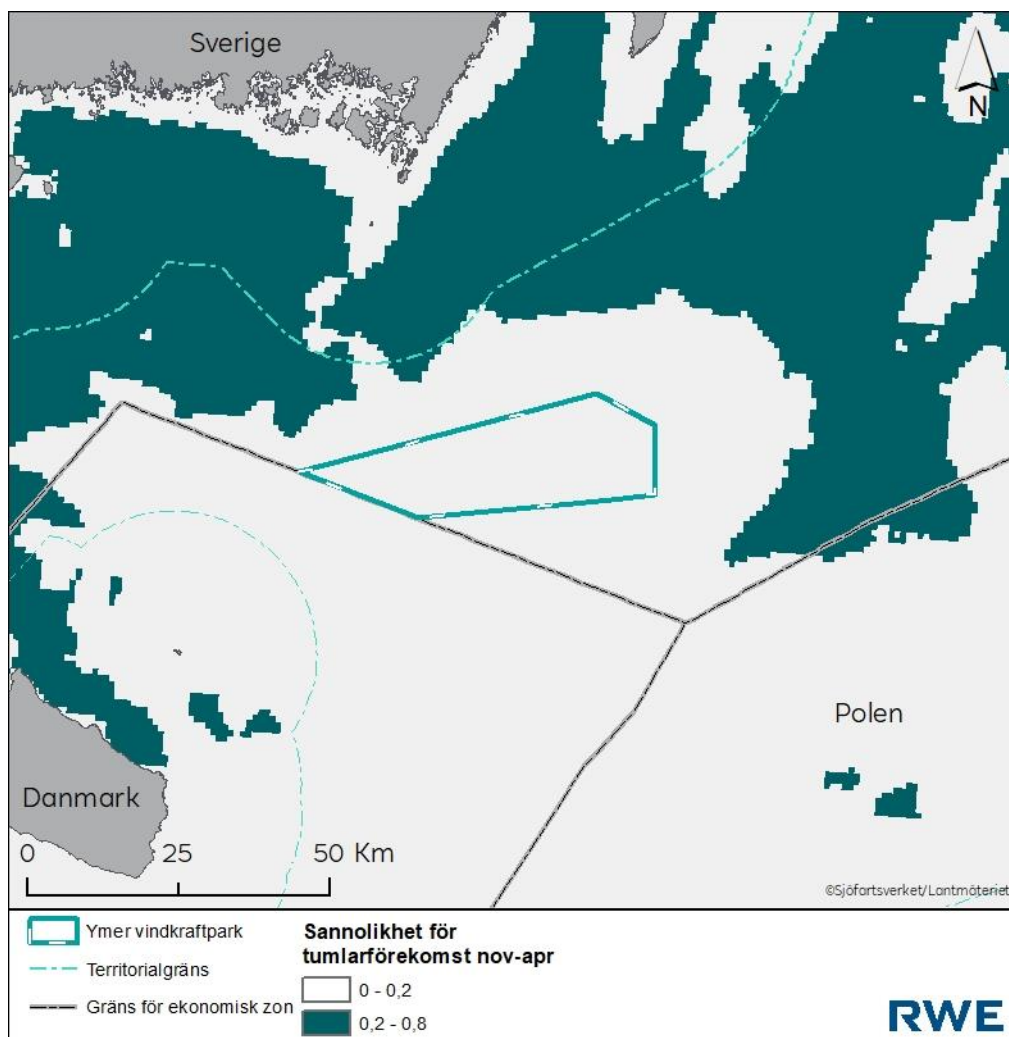 Sverige
N
Polen
Danmark
0 25 50 Km
©Sjöfartsverket/Lantmäteriet
Ymer vindkraftpark
Territorialgräns
Gräns för ekonomisk zon
Sannolikhet för
tumlarförekomst nov-apr
0 - 0,2
0,2 - 0,8
RWE